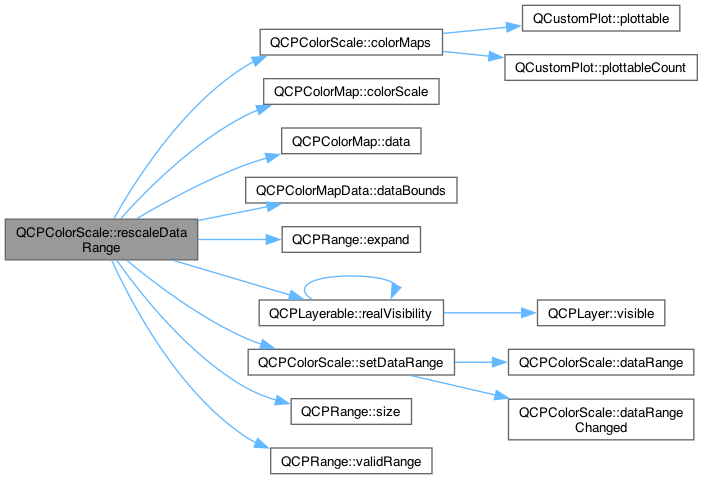 QCPColorScale::rescaleData
Range
QCPColorScale::colorMaps
QCustomPlot::plottable
QCustomPlot::plottableCount
QCPColorMap::colorScale
QCPColorMap::data
QCPColorMapData::dataBounds
QCPRange::expand
QCPLayerable::realVisibility
QCPLayer::visible
QCPColorScale::setDataRange
QCPColorScale::dataRange
QCPColorScale::dataRange
Changed
QCPRange::size
QCPRange::validRange